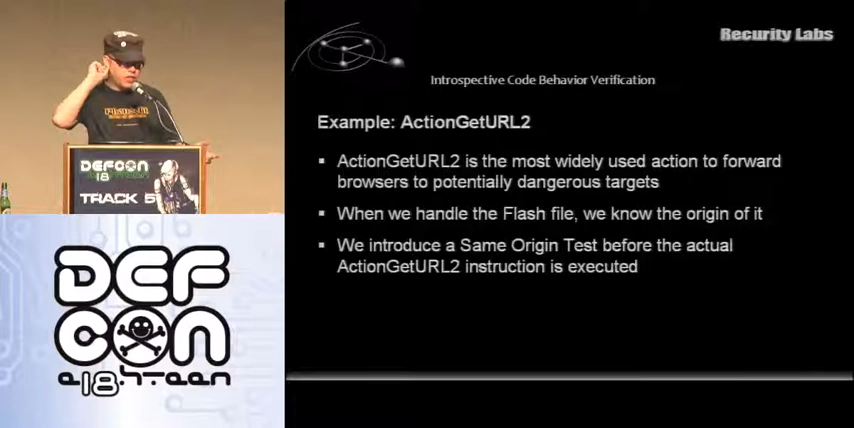 Recurity Labs
Introspective Code Behavior Verification
Example: ActionGetURL2
ActionGetURL2 is the most widely used action to forward
browsers to potentially dangerous targets
When we handle the Flash file, we know the origin of it
We introduce a Same Origin Test before the actual
ActionGetURL2 instruction is executed
DEFCON
18
TRACK 5
DEF
CON
e18hteen